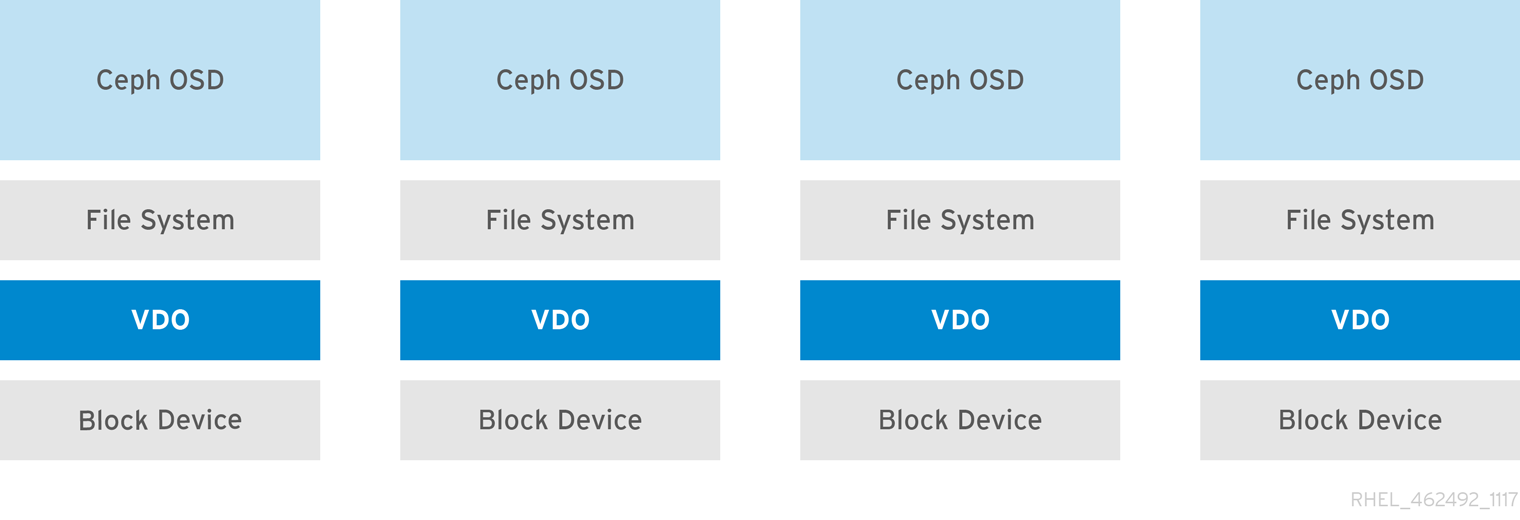 Ceph OSD Ceph OSD Ceph OSD Ceph OSD
File System File System File System File System
VDO VDO VDO VDO
Block Device Block Device Block Device Block Device
RHEL_462492_1117